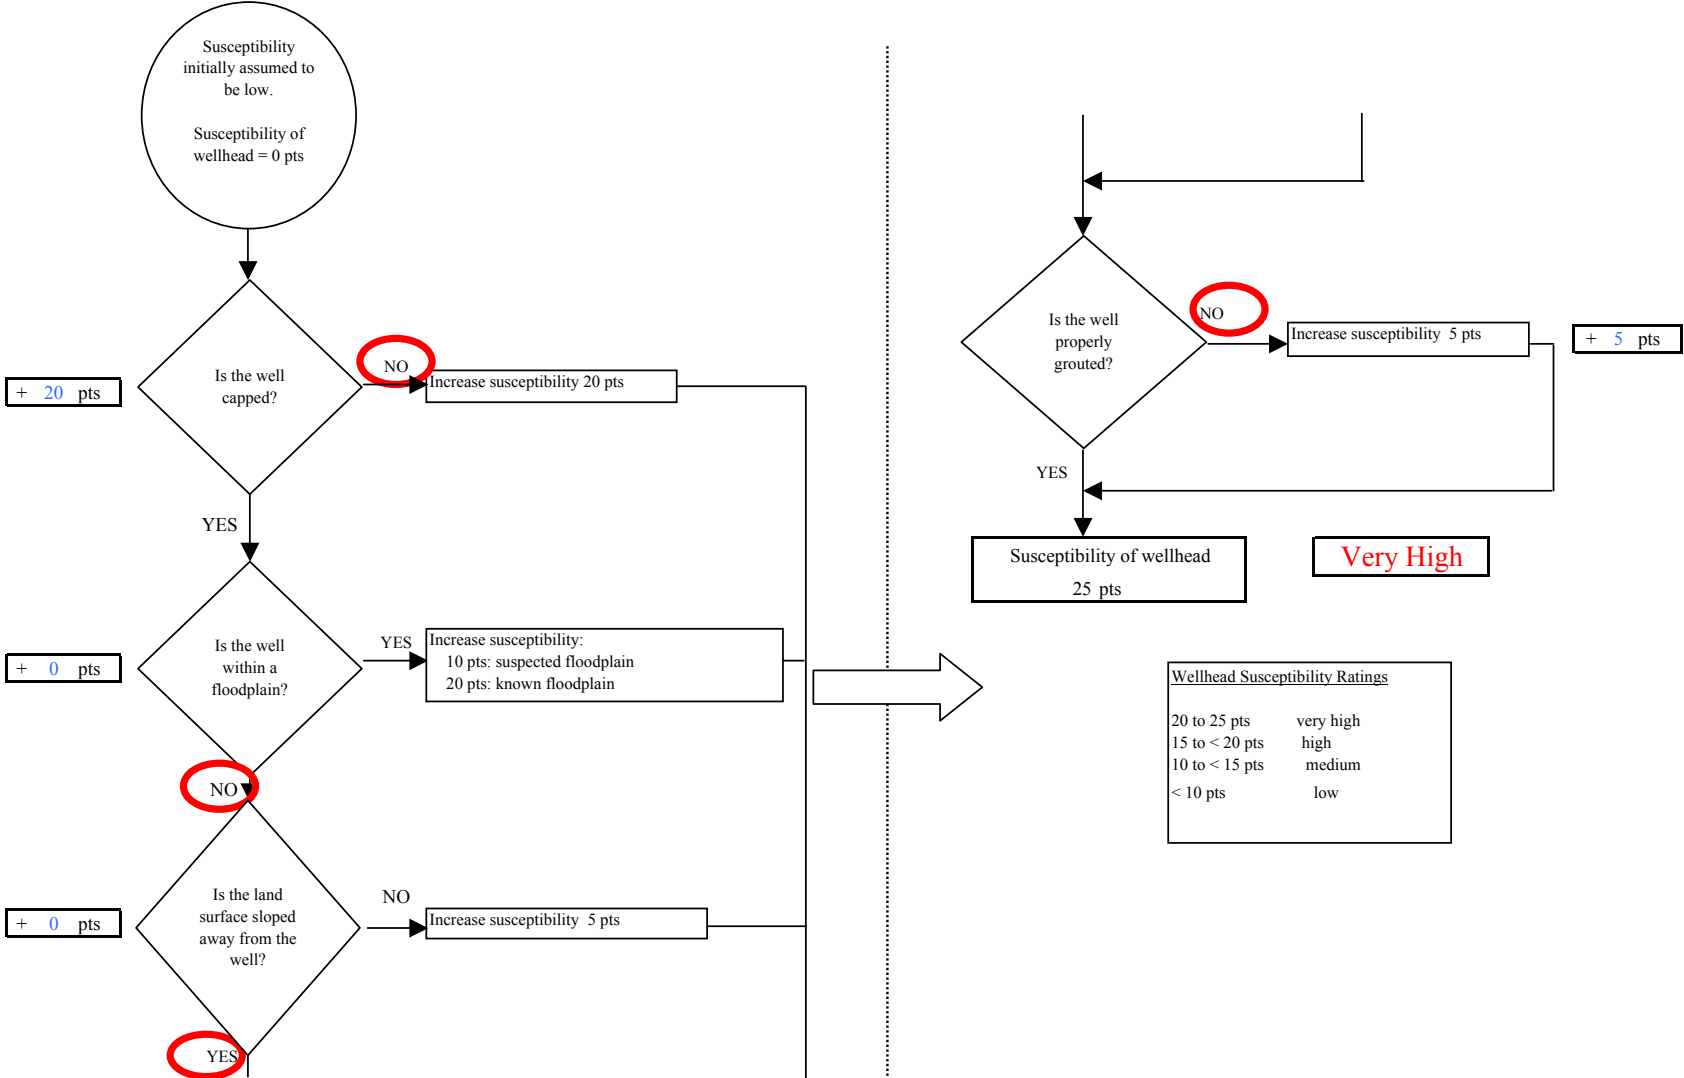 Susceptibility
initially assumed to
be low.
Susceptibility of
wellhead = 0 pts
Is the well
capped?
NO
Increase susceptibility 20 pts
+ 20 pts
YES
Is the well
within a
floodplain?
YES
Increase susceptibility:
10 pts: suspected floodplain
20 pts: known floodplain
+ 0 pts
NO
Is the land
surface sloped
away from the
well?
NO
Increase susceptibility 5 pts
+ 0 pts
YES
Is the well
properly
grouted?
NO
Increase susceptibility 5 pts
+ 5 pts
YES
Susceptibility of wellhead
25 pts
Very High
Wellhead Susceptibility Ratings
20 to 25 pts very high
15 to < 20 pts high
10 to < 15 pts medium
< 10 pts low